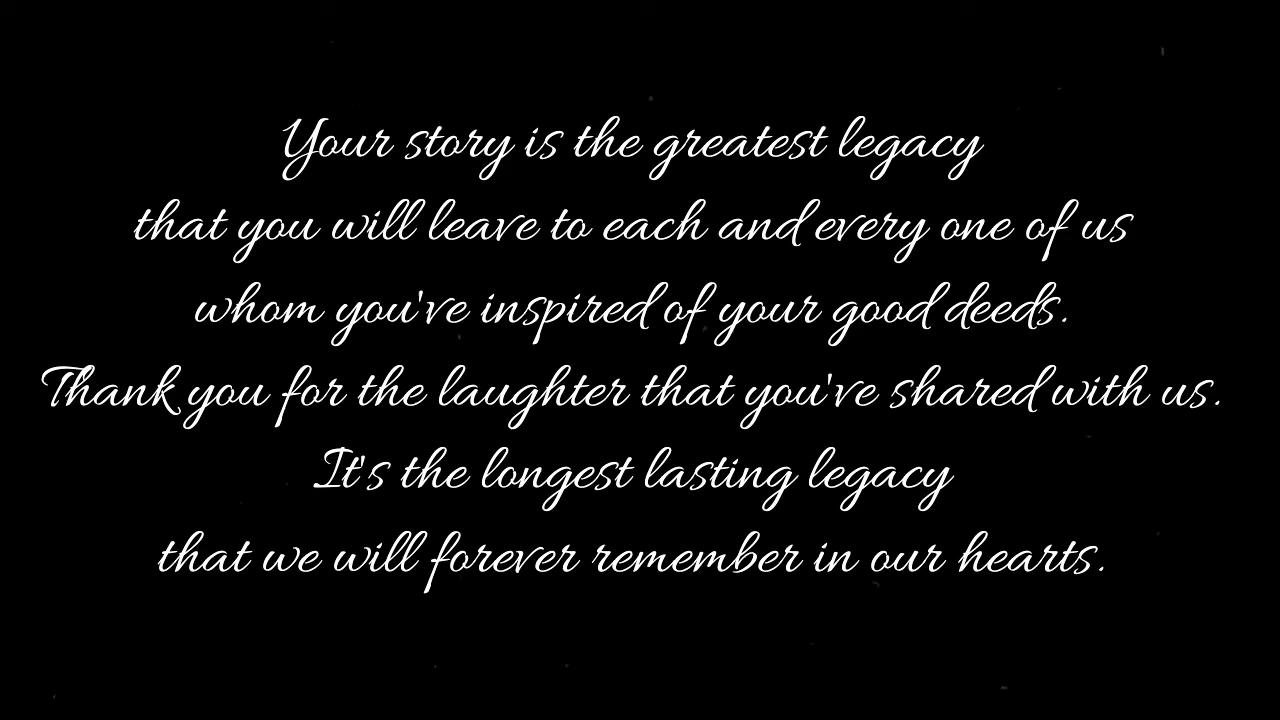 Your story is the greatest legacy
that you will leave to each and every one of us
whom you've inspired of your good deeds.
Thank you for the laughter that you've shared with us.
It's the longest lasting legacy
that we will forever remember in our hearts.